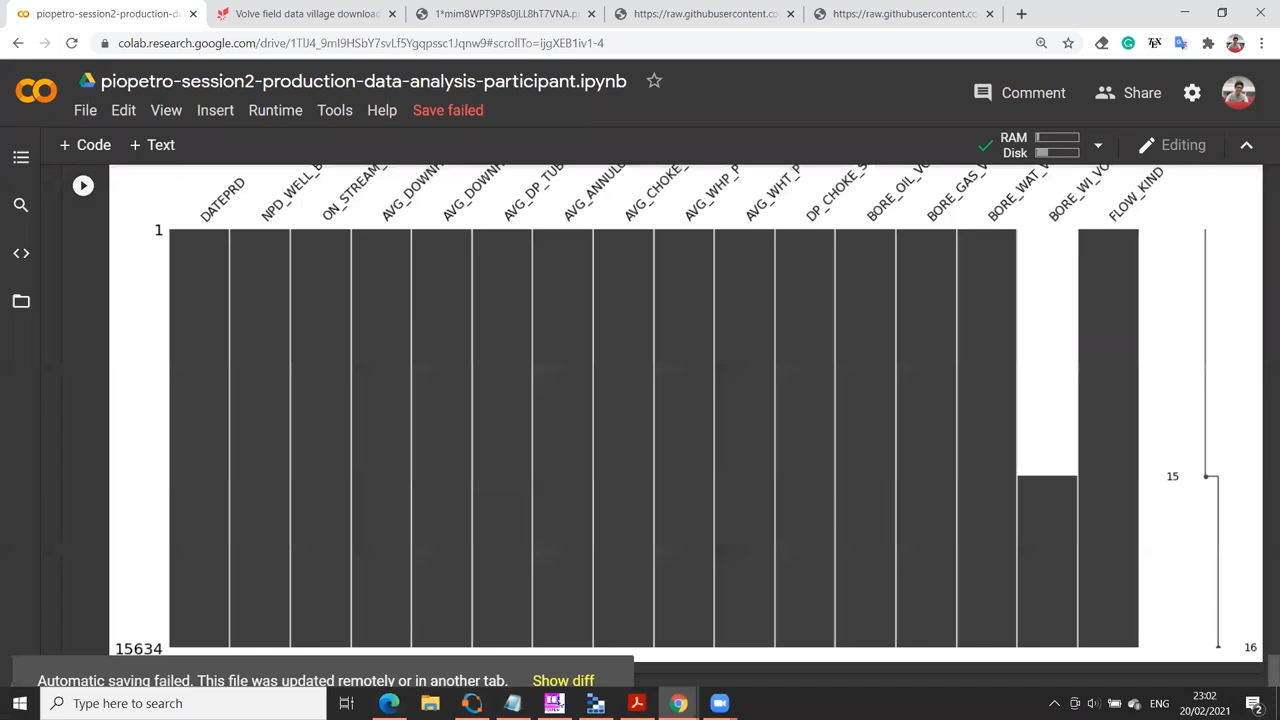 piopetro-session2-production-d
Volve field data village download
1*mim8WPT9P8s0jLL8hT7VNA.p
https://raw.githubusercontent.co
https://raw.githubusercontent.cc
colab.research.google.com/drive/1TlJ4_9mI9HSbY7svLf5Ygqpssc1Jqnw9#scrollTo=ijgXEB1iv1-4
piopetro-session2-production-data-analysis-participant.ipynb
File Edit View Insert Runtime Tools Help Save failed
Comment Share
+ Code + Text
RAM
Disk
Editing
DATEPRD
NPD_WELL_B
ON_STREAM_
AVG_DOWN
AVG_DOWN
AVG_DP_TU
AVG_ANNUL
AVG_CHOKE_
AVG_WHP_P
AVG_WHT_P
DP_CHOKE_S
BORE_OIL_VO
BORE_GAS_V
BORE_WAT_V
BORE_WI_VO
FLOW_KIND
1
15
15634
16
Automatic saving failed. This file was updated remotely or in another tab. Show diff
Type here to search
ENG
23:02
20/02/2021
2